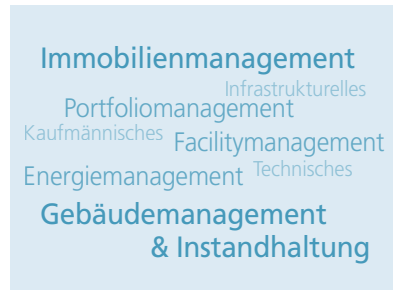 Immobilienmanagement
Infrastrukturelles
Portfoliomanagement
Kaufmännisches Facilitymanagement
Energiemanagement Technisches
Gebäudemanagement
& Instandhaltung